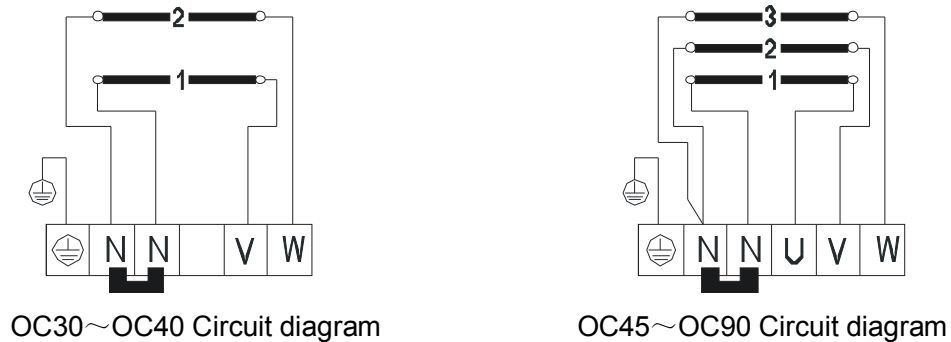 2 3
2
1 1
N N V W N N U V W
OC30～OC40 Circuit diagram OC45～OC90 Circuit diagram